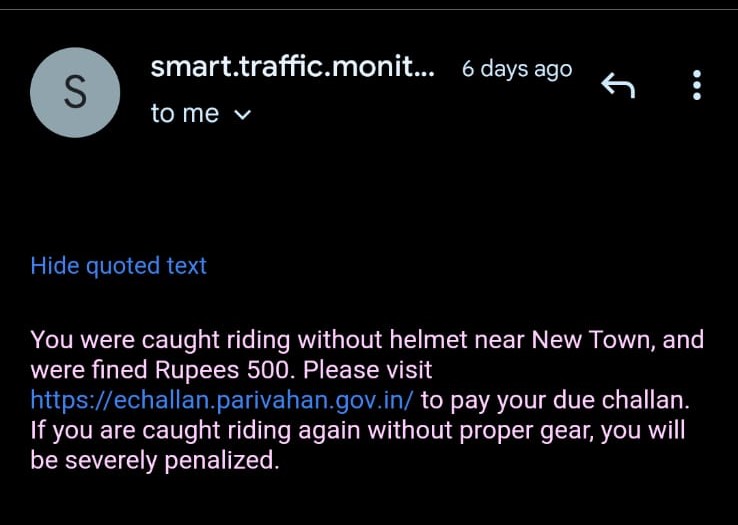 S
smart.traffic.monit... 6 days ago
to me
Hide quoted text
You were caught riding without helmet near New Town, and
were fined Rupees 500. Please visit
https://echallan.parivahan.gov.in/ to pay your due challan.
If you are caught riding again without proper gear, you will
be severely penalized.